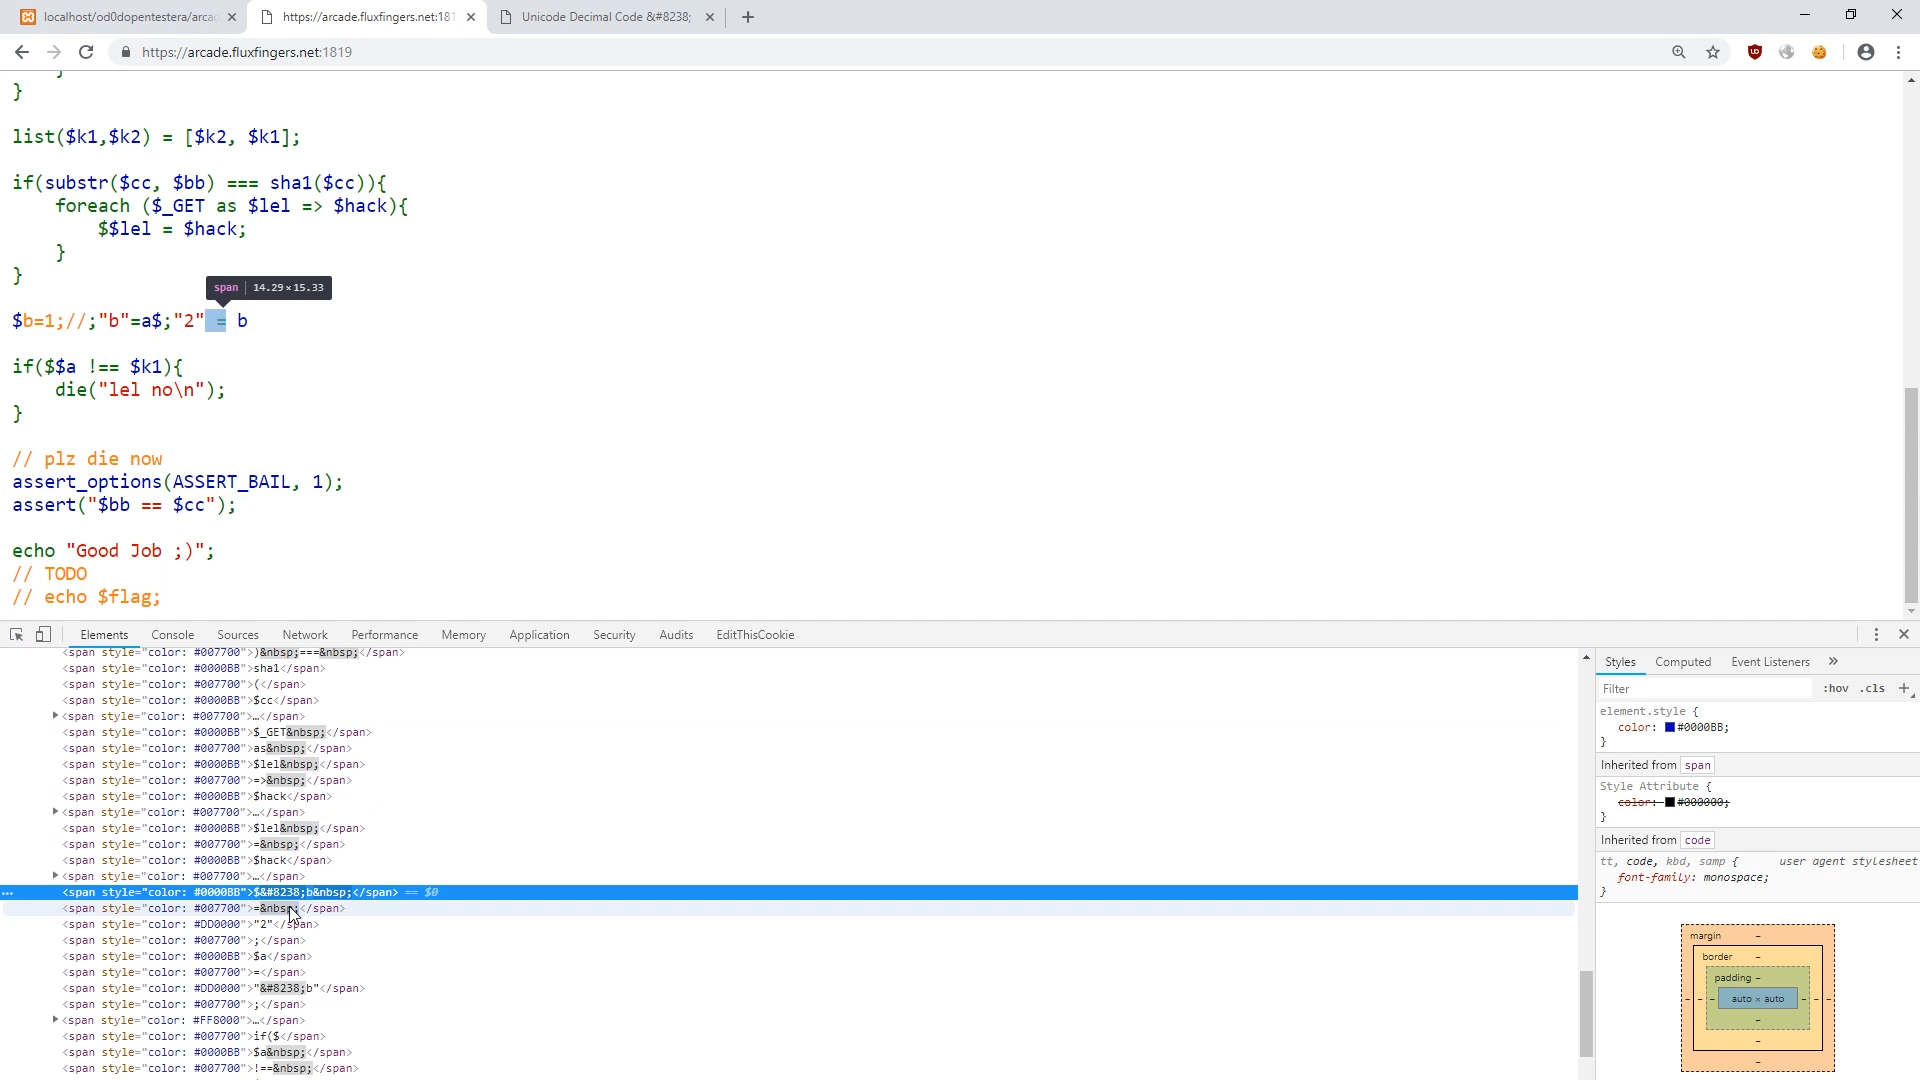 localhost/od0dopentestera/arca
https://arcade.fluxfingers.net:181
Unicode Decimal Code &#8238;
https://arcade.fluxfingers.net:1819
}
}
list($k1,$k2) = [$k2, $k1];
if(substr($cc, $bb) === sha1($cc)){
foreach ($_GET as $lel => $hack){
$$lel = $hack;
}
}
span 14.29×15.33
$b=1;//;"b"=a$;"2" = b
if($$a !== $k1){
die("lel no\n");
}
// plz die now
assert_options(ASSERT_BAIL, 1);
assert("$bb == $cc");
echo "Good Job ;)";
// TODO
// echo $flag;
Elements Console Sources Network Performance Memory Application Security Audits EditThisCookie
<span style="color: #007700">)&nbsp;===&nbsp;</span>
<span style="color: #0000BB">sha1</span>
<span style="color: #007700">(</span>
<span style="color: #0000BB">$cc</span>
<span style="color: #007700">…</span>
<span style="color: #0000BB">$_GET&nbsp;</span>
<span style="color: #007700">as&nbsp;</span>
<span style="color: #0000BB">$lel&nbsp;</span>
<span style="color: #007700">=>&nbsp;</span>
<span style="color: #0000BB">$hack</span>
<span style="color: #007700">…</span>
<span style="color: #0000BB">$lel&nbsp;</span>
<span style="color: #007700">=&nbsp;</span>
<span style="color: #0000BB">$hack</span>
<span style="color: #007700">…</span>
… <span style="color: #0000BB">$&#8238;b&nbsp;</span> == $0
<span style="color: #007700">=&nbsp;</span>
<span style="color: #DD0000">"2"</span>
<span style="color: #007700">;</span>
<span style="color: #0000BB">$a</span>
<span style="color: #007700">=</span>
<span style="color: #DD0000">"&#8238;b"</span>
<span style="color: #007700">;</span>
<span style="color: #FF8000">…</span>
<span style="color: #007700">if($</span>
<span style="color: #0000BB">$a&nbsp;</span>
<span style="color: #007700">!==&nbsp;</span>
Styles Computed Event Listeners »
Filter :hov .cls +
element.style {
color: #0000BB;
}
Inherited from span
Style Attribute {
color: #000000;
}
Inherited from code
tt, code, kbd, samp { user agent stylesheet
font-family: monospace;
}
margin -
border -
padding -
- - - auto × auto - - -
-
-
-